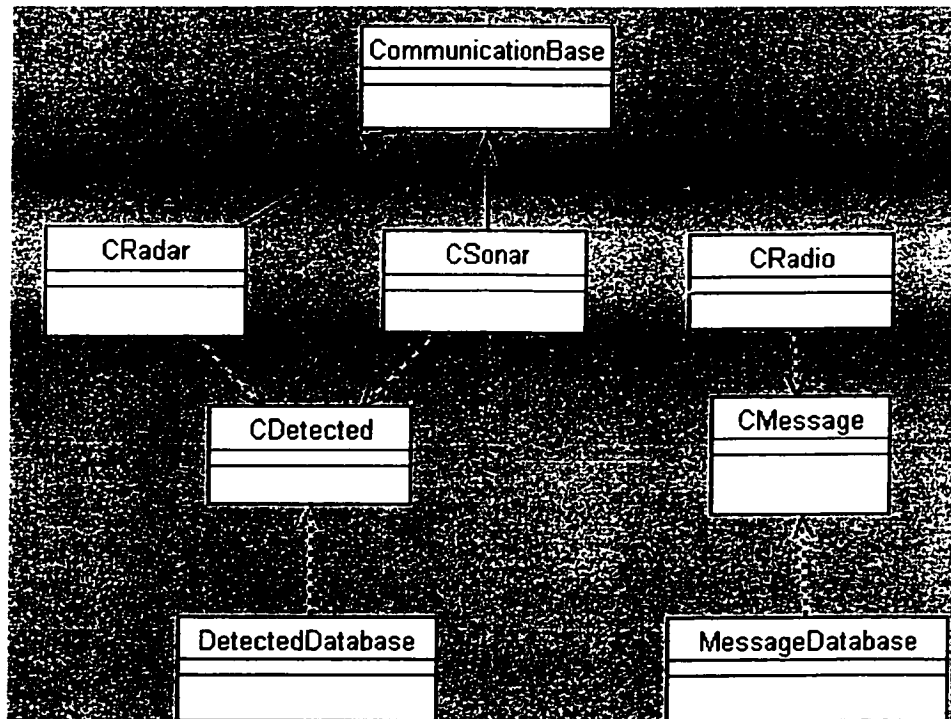 CommunicationBase
CRadar
CSonar
CRadio
CDetected
CMessage
DetectedDatabase
MessageDatabase